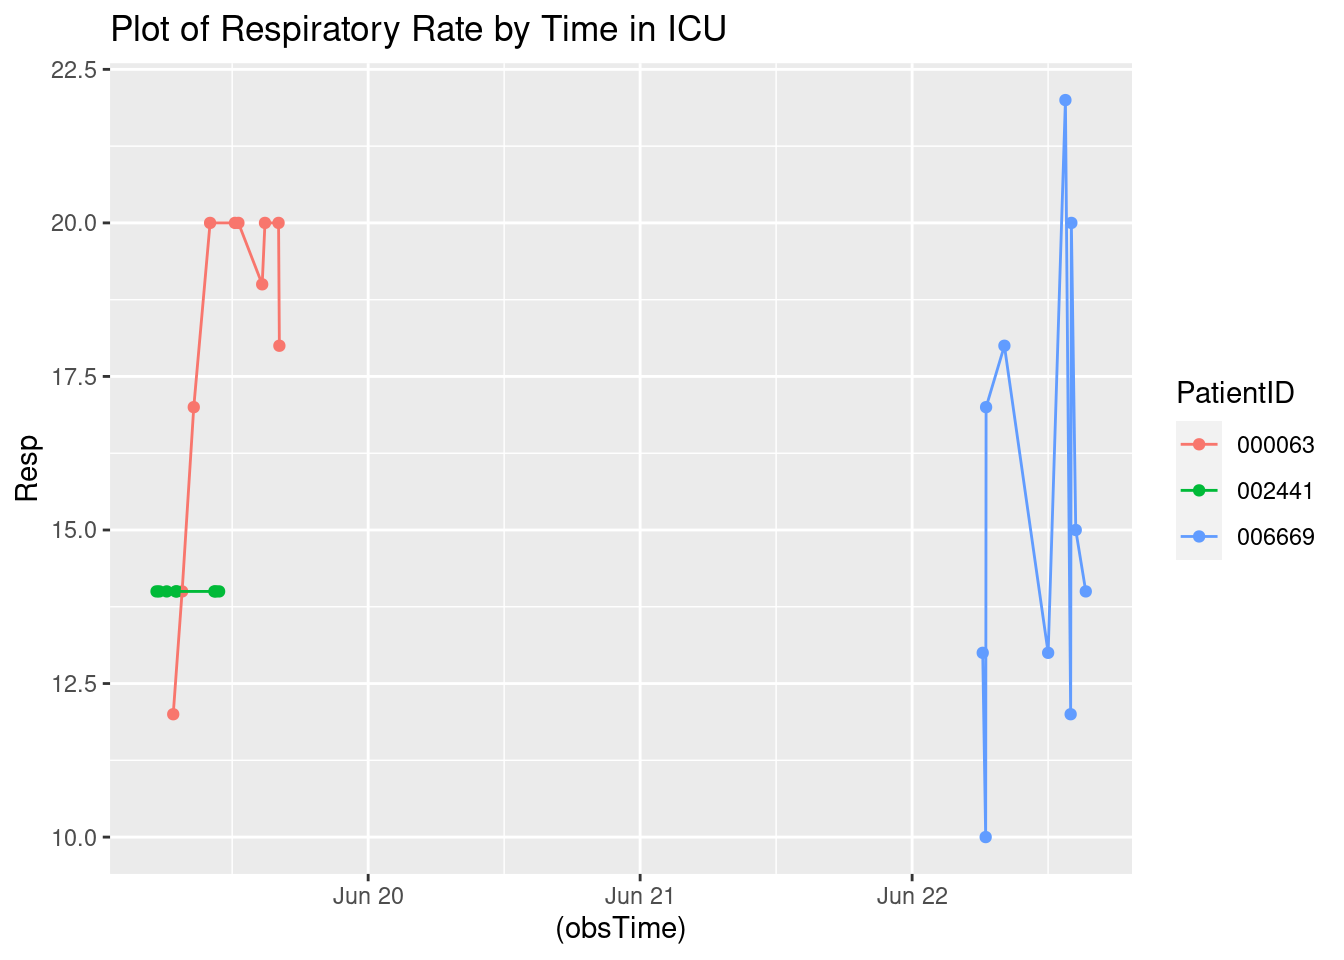 Plot of Respiratory Rate by Time in ICU
22.5
20.0
17.5
15.0
12.5
10.0
Resp
Jun 20
Jun 21
Jun 22
(obsTime)
PatientID
000063
002441
006669